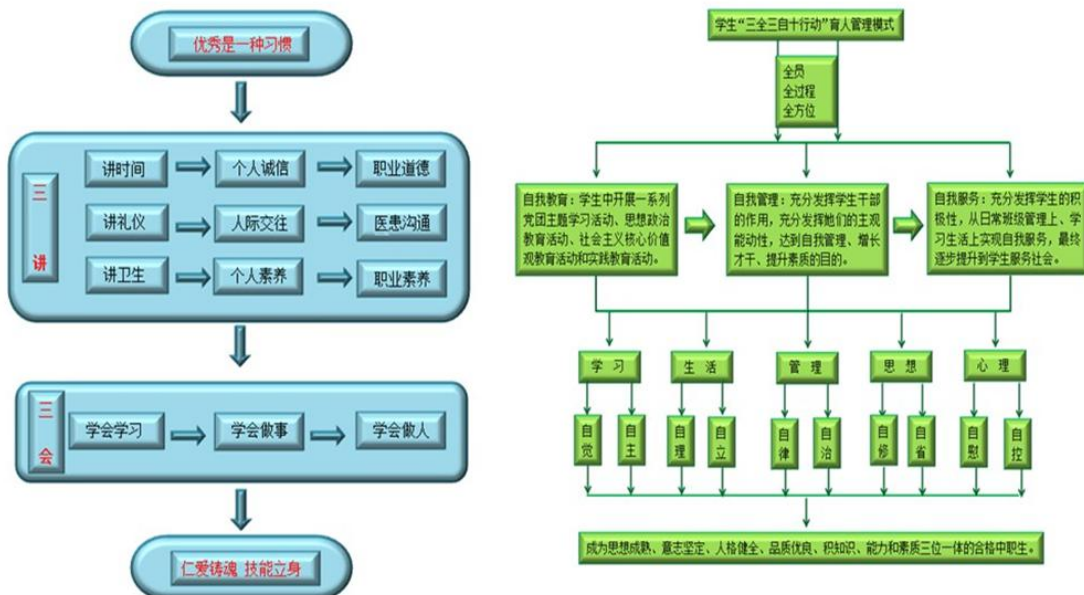 优秀是一种习惯
三讲
讲时间 个人诚信 职业道德
讲礼仪 人际交往 医患沟通
讲卫生 个人素养 职业素养
三会
学会学习 学会做事 学会做人
仁爱铸魂 技能立身
学生“三全三自十行动”育人管理模式
全员
全过程
全方位
自我教育：学生中开展一系列
党团主题学习活动、思想政治
教育活动、社会主义核心价值
观教育活动和实践教育活动。
自我管理：充分发挥学生干部
的作用，充分发挥他们的主观
能动性，达到自我管理、增长
才干、提升素质的目的。
自我服务：充分发挥学生的积
极性，从日常班级管理上、学
习生活上实现自我服务，最终
逐步提升到学生服务社会。
学习 生活 管理 思想 心理
自觉 自主 自理 自立 自律 自治 自修 自省 自慰 自控
成为思想成熟、意志坚定、人格健全、品质优良、积知识、能力和素质三位一体的合格中职生。